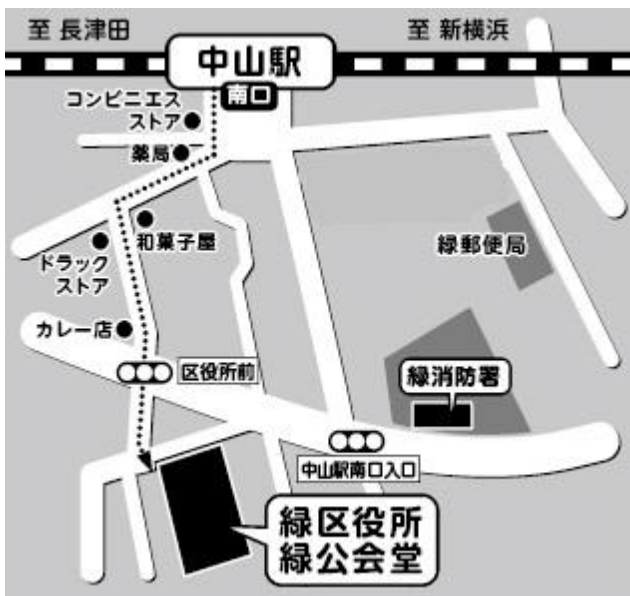 至 長津田
至 新横浜
中山駅
南口
コンビニエス
ストア
薬局
和菓子屋
ドラック
ストア
緑郵便局
カレー店
区役所前
緑消防署
中山駅南口入口
緑区役所
緑公会堂